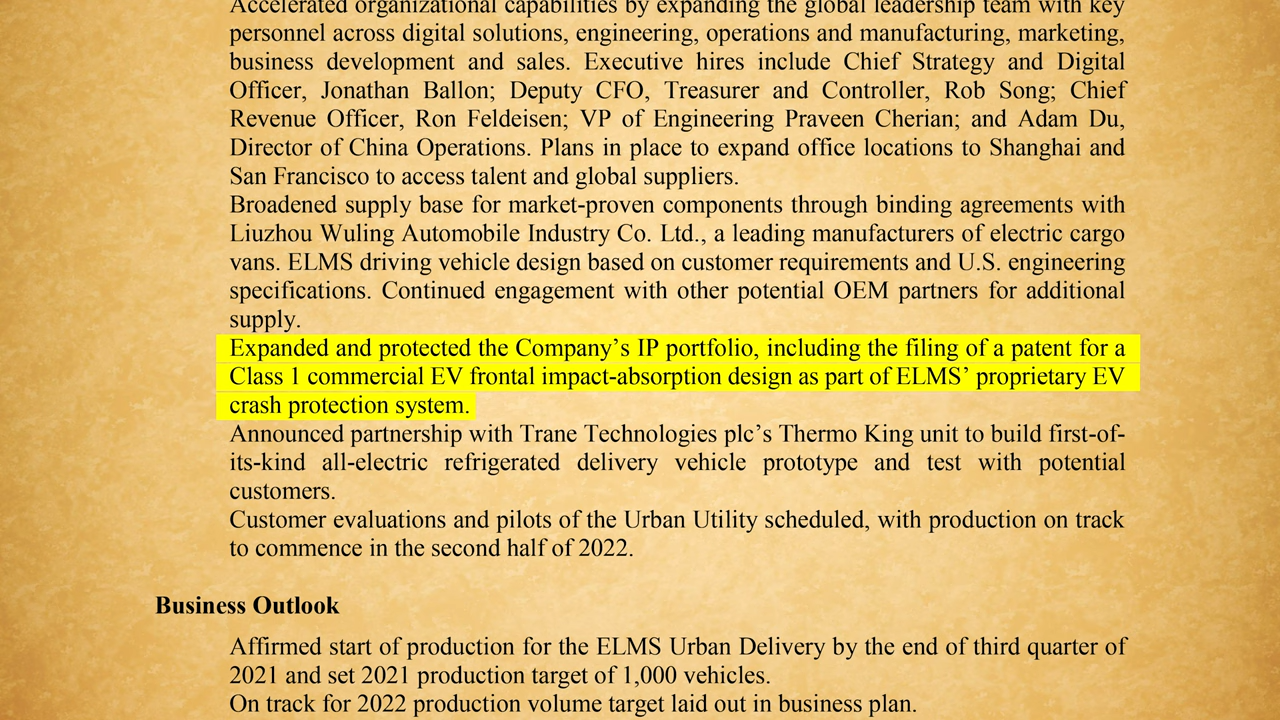 Accelerated organizational capabilities by expanding the global leadership team with key
personnel across digital solutions, engineering, operations and manufacturing, marketing,
business development and sales. Executive hires include Chief Strategy and Digital
Officer, Jonathan Ballon; Deputy CFO, Treasurer and Controller, Rob Song; Chief
Revenue Officer, Ron Feldeisen; VP of Engineering Praveen Cherian; and Adam Du,
Director of China Operations. Plans in place to expand office locations to Shanghai and
San Francisco to access talent and global suppliers.
Broadened supply base for market-proven components through binding agreements with
Liuzhou Wuling Automobile Industry Co. Ltd., a leading manufacturers of electric cargo
vans. ELMS driving vehicle design based on customer requirements and U.S. engineering
specifications. Continued engagement with other potential OEM partners for additional
supply.
Expanded and protected the Company’s IP portfolio, including the filing of a patent for a
Class 1 commercial EV frontal impact-absorption design as part of ELMS’ proprietary EV
crash protection system.
Announced partnership with Trane Technologies plc’s Thermo King unit to build first-of-
its-kind all-electric refrigerated delivery vehicle prototype and test with potential
customers.
Customer evaluations and pilots of the Urban Utility scheduled, with production on track
to commence in the second half of 2022.
Business Outlook
Affirmed start of production for the ELMS Urban Delivery by the end of third quarter of
2021 and set 2021 production target of 1,000 vehicles.
On track for 2022 production volume target laid out in business plan.